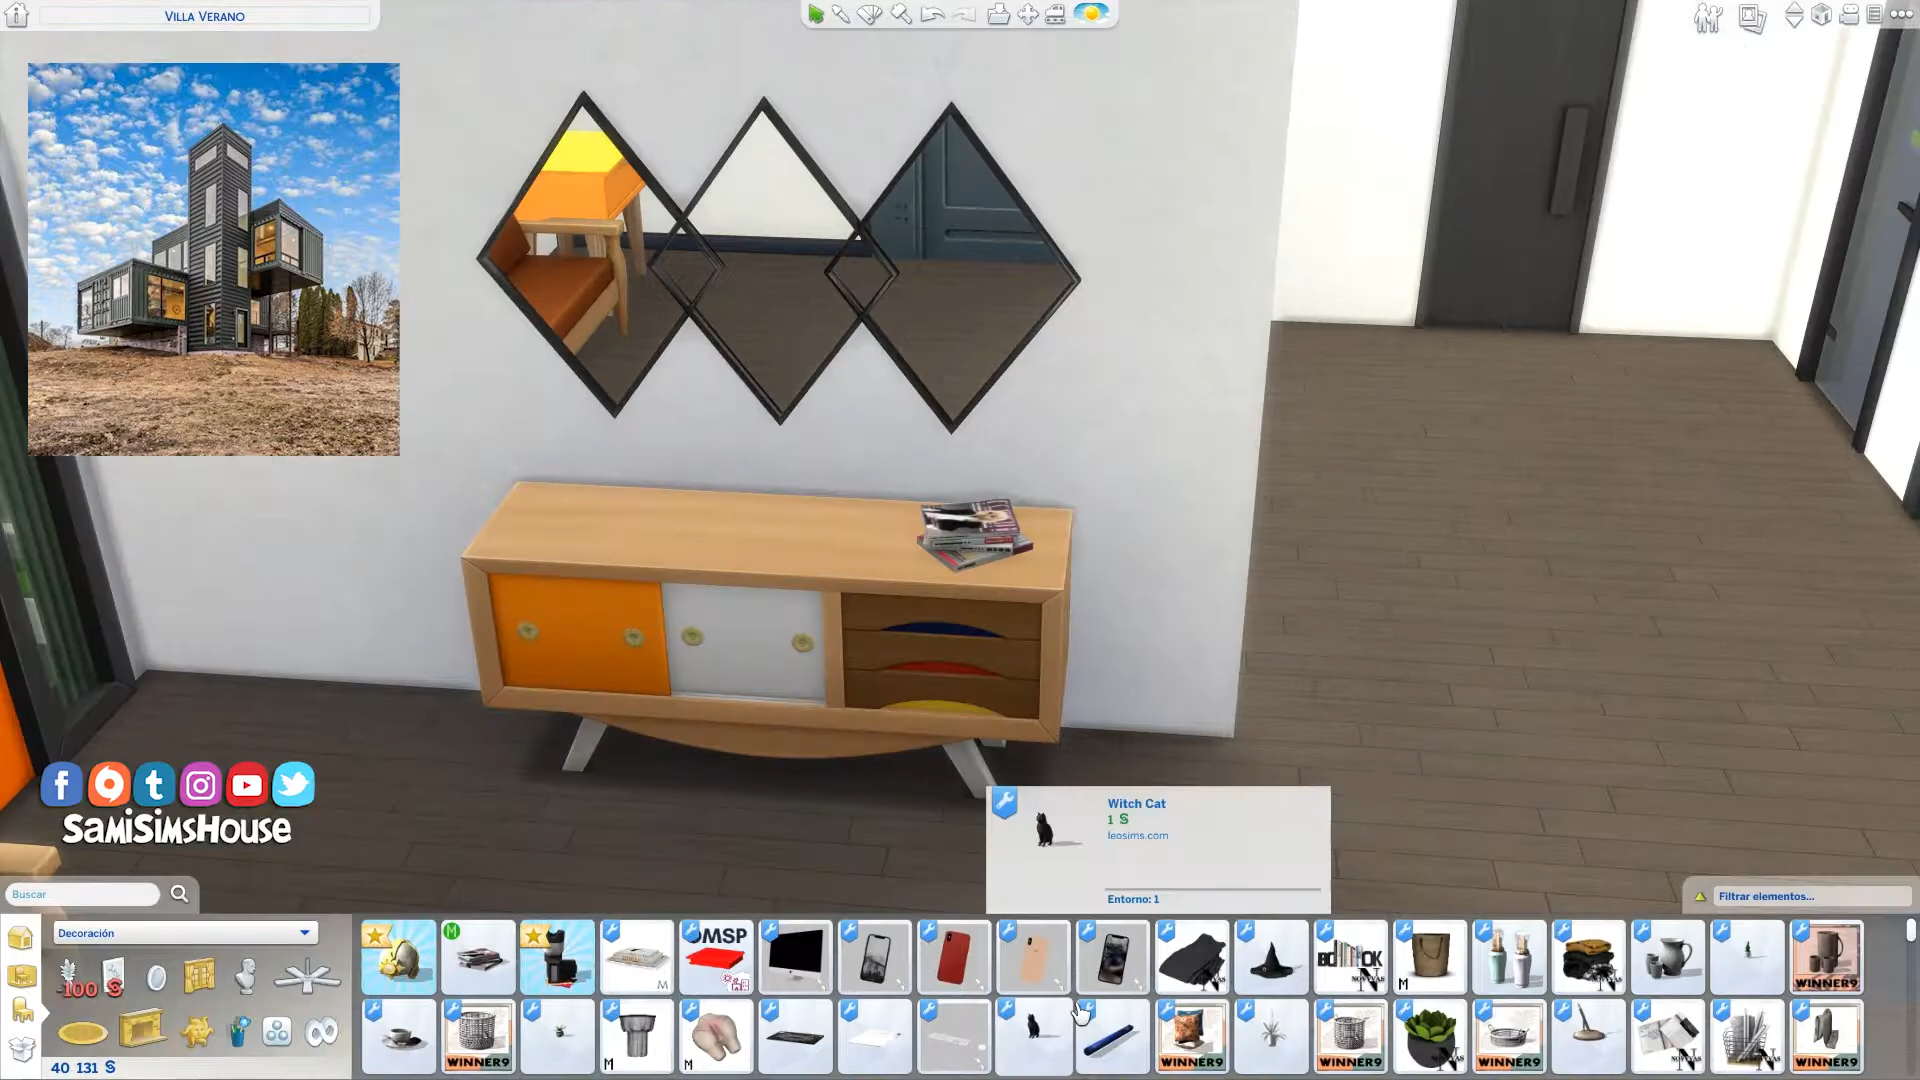 VILLA VERANO
SAMISIMSHOUSE
Witch Cat
1 §
leosims.com
Entorno: 1
Buscar
Filtrar elementos...
Decoración
-100 §
40 131 §
M
M
OMSP
M
WINNER9
WINNER9
M
M
WINNER9
WINNER9
WINNER9
WINNER9